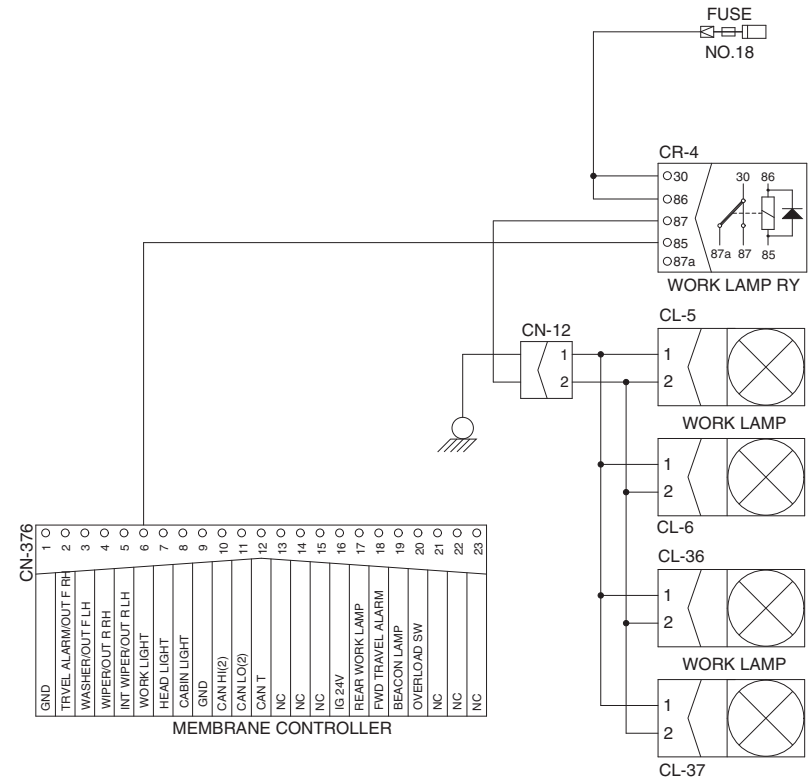 FUSE
NO.18
CR-4
30
86
87
85
87a
30 86
87a 87 85
WORK LAMP RY
CL-5
1
2
WORK LAMP
CN-12
1
2
1
2
CL-6
CL-36
1
2
WORK LAMP
1
2
CL-37
CN-376
1 2 3 4 5 6 7 8 9 10 11 12 13 14 15 16 17 18 19 20 21 22 23
GND
TRVEL ALARM/OUT F RH
WASHER/OUT F LH
WIPER/OUT R RH
INT WIPER/OUT R LH
WORK LIGHT
HEAD LIGHT
CABIN LIGHT
GND
CAN HI(2)
CAN LO(2)
CAN T
NC
NC
NC
IG 24V
REAR WORK LAMP
FWD TRAVEL ALARM
BEACON LAMP
OVERLOAD SW
NC
NC
NC
MEMBRANE CONTROLLER